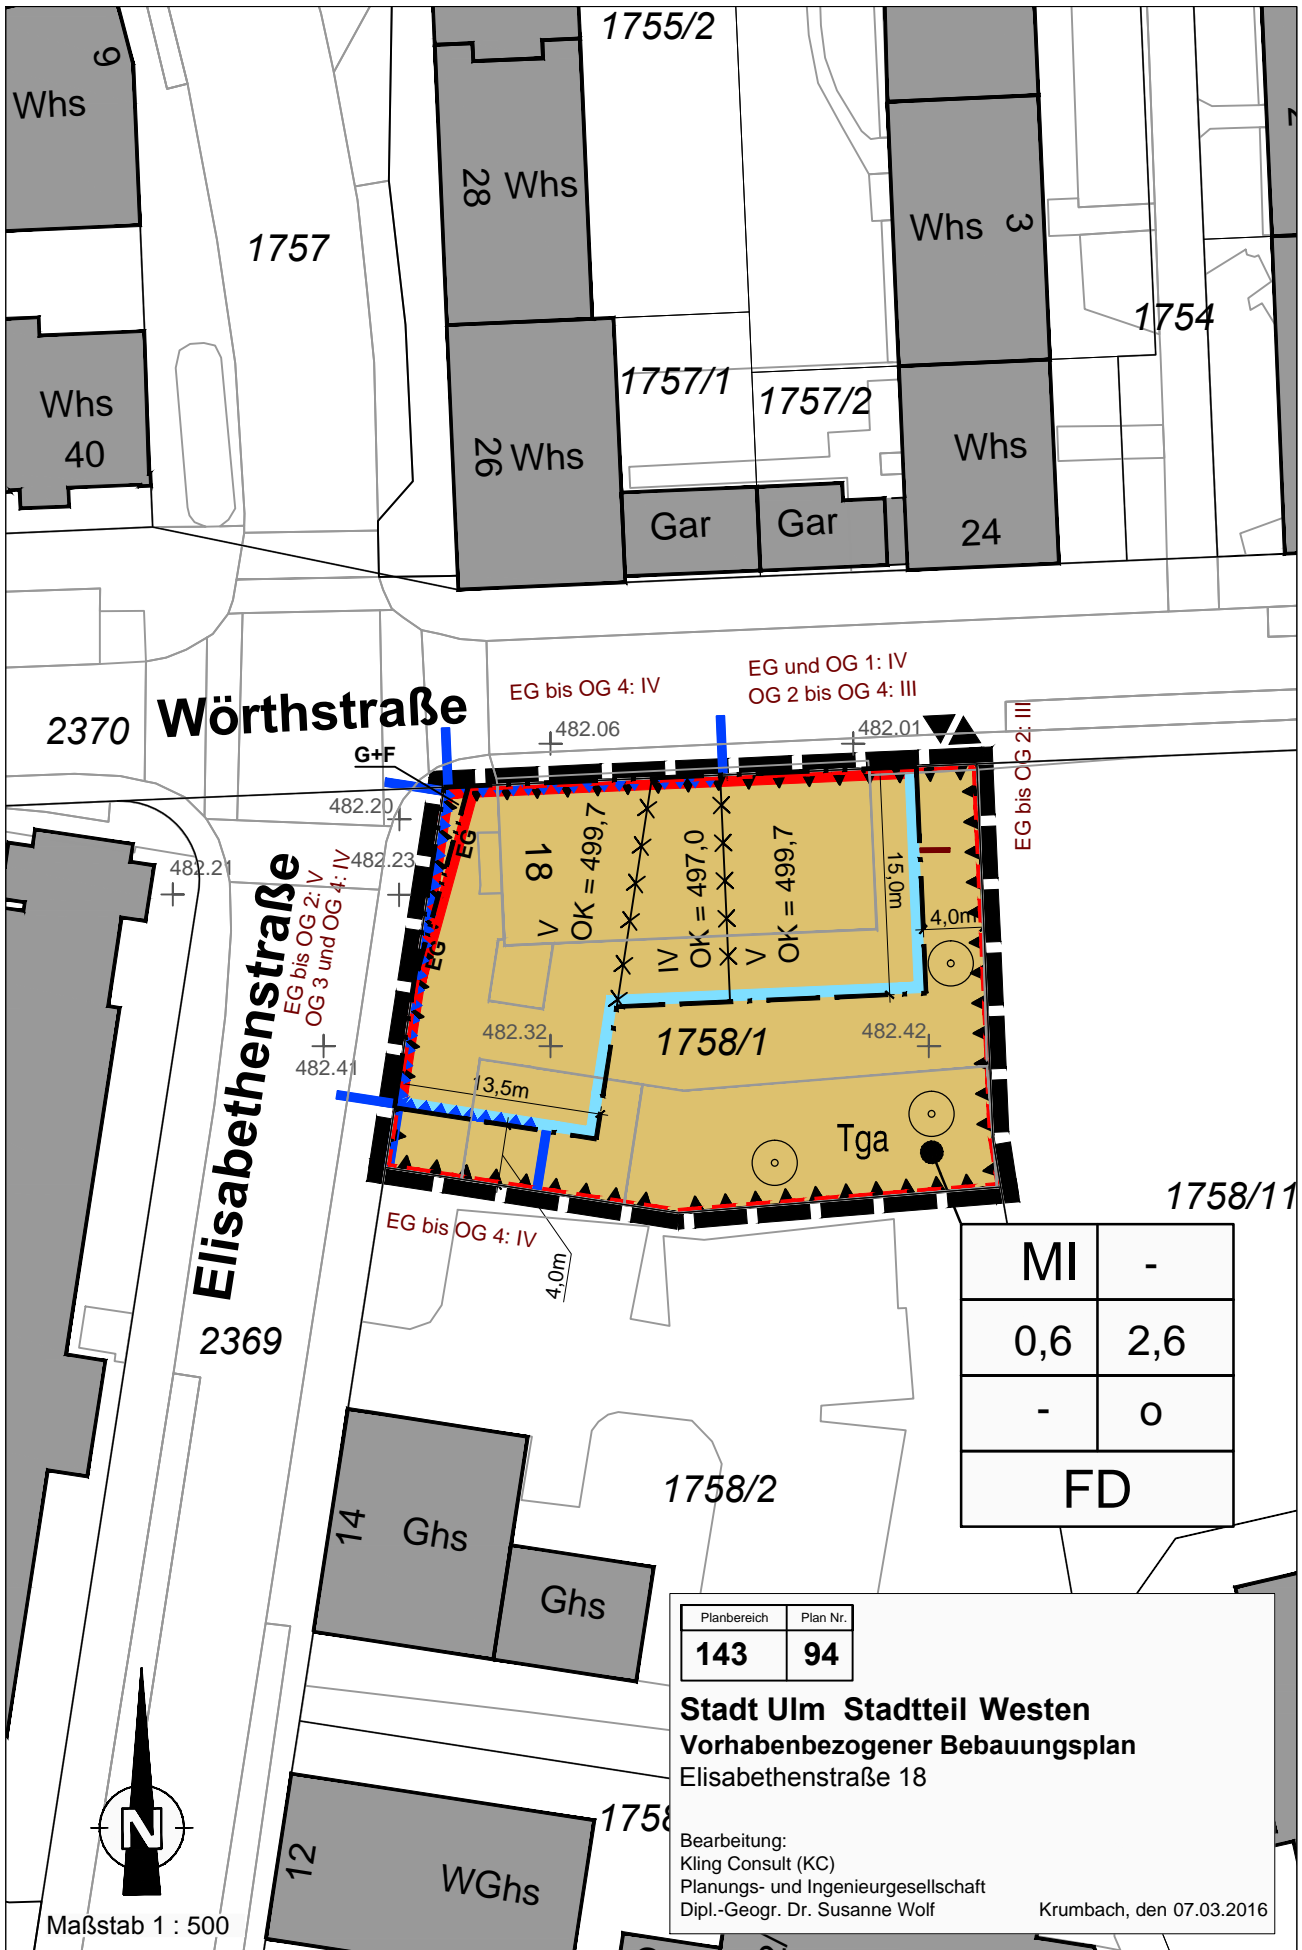 1755/2
9
Whs
28
Whs
Whs
3
1757
1754
Whs
40
1757/1
1757/2
26
Whs
Whs
Gar
Gar
24
EG und OG 1: IV
OG 2 bis OG 4: III
EG bis OG 4: IV
Wörthstraße
2370
482.06
482.01
EG bis OG 2: III
G+F
482.20
EG
18
V
OK = 499,7
IV
OK = 497,0
V
OK = 499,7
15,0m
4,0m
482.21
482.23
EG bis OG 2: V
OG 3 und OG 4: IV
EG
Elisabethenstraße
482.32
1758/1
482.42
482.41
13,5m
Tga
1758/11
EG bis OG 4: IV
4,0m
MI
-
0,6
2,6
-
o
FD
2369
1758/2
14
Ghs
Ghs
Planbereich
Plan Nr.
143
94
Stadt Ulm Stadtteil Westen
Vorhabenbezogener Bebauungsplan
Elisabethenstraße 18
Bearbeitung:
Kling Consult (KC)
Planungs- und Ingenieurgesellschaft
Dipl.-Geogr. Dr. Susanne Wolf
Krumbach, den 07.03.2016
N
Maßstab 1 : 500
12
WGhs